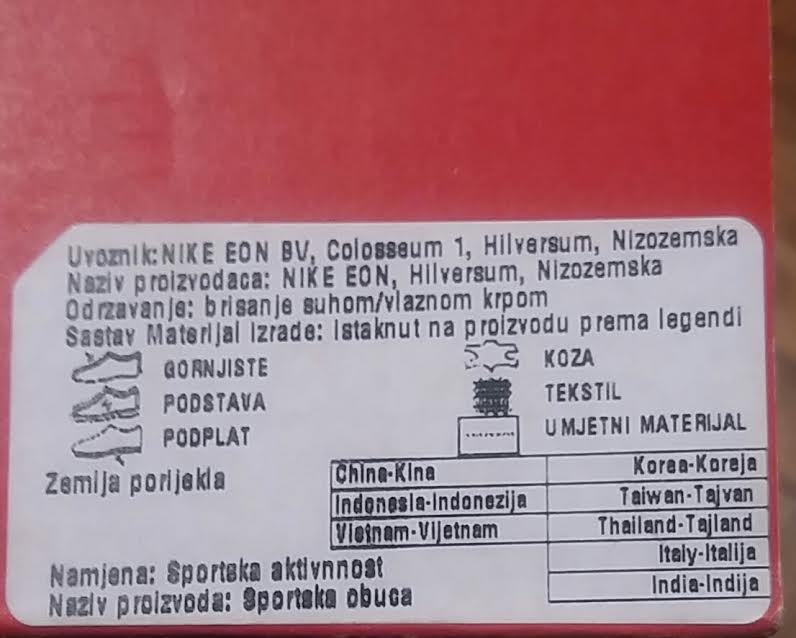 Uvoznik: NIKE EON BV, Colosseum 1, Hilversum, Nizozemska
Naziv proizvodaca: NIKE EON, Hilversum, Nizozemska
Odrzavanje: brisanje suhom/vlaznom krpom
Sastav Materijal Izrade: Istaknut na proizvodu prema legendi
GORNJISTE KOZA
PODSTAVA TEKSTIL
PODPLAT UMJETNI MATERIJAL
Zemlja porijekla
China-Kina Korea-Koreja
Indonesia-Indonezija Taiwan-Tajvan
Vietnam-Vijetnam Thailand-Tajland
Italy-Italija
India-Indija
Namjena: Sportska aktivnnost
Naziv proizvoda: Sportska obuca